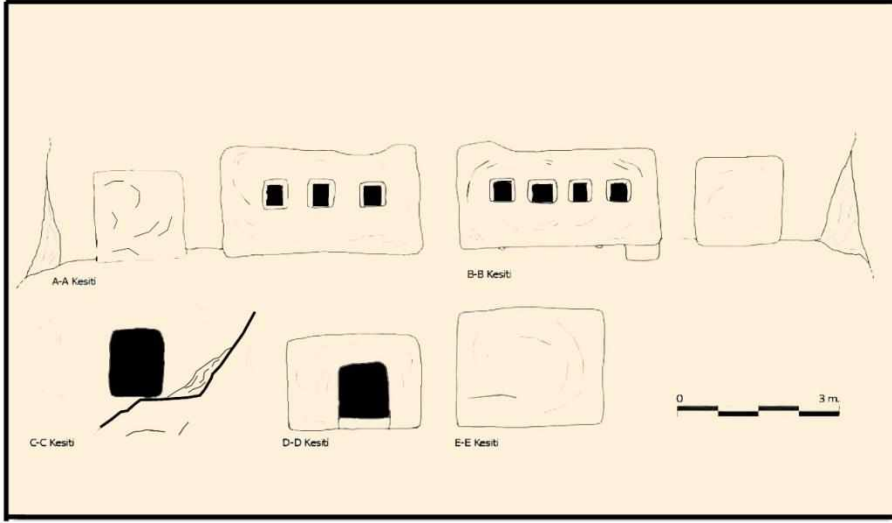 A-A Kesiti
B-B Kesiti
C-C Kesiti
D-D Kesiti
E-E Kesiti
0 3 m.